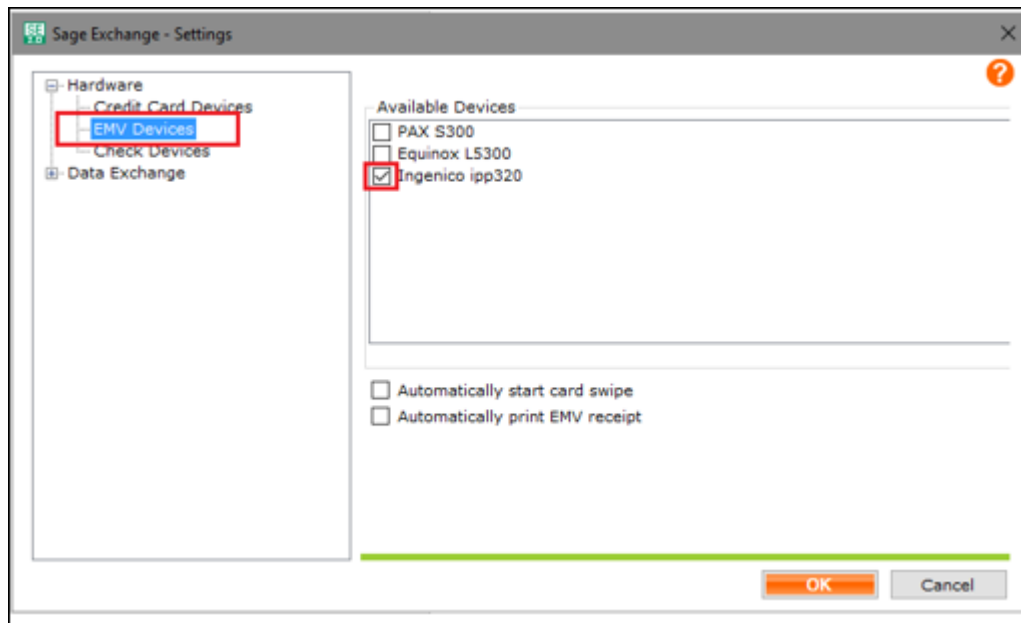 Sage Exchange - Settings
Hardware
Credit Card Devices
EMV Devices
Check Devices
Data Exchange
Available Devices
PAX S300
Equinox L5300
Ingenico ipp320
Automatically start card swipe
Automatically print EMV receipt
OK
Cancel